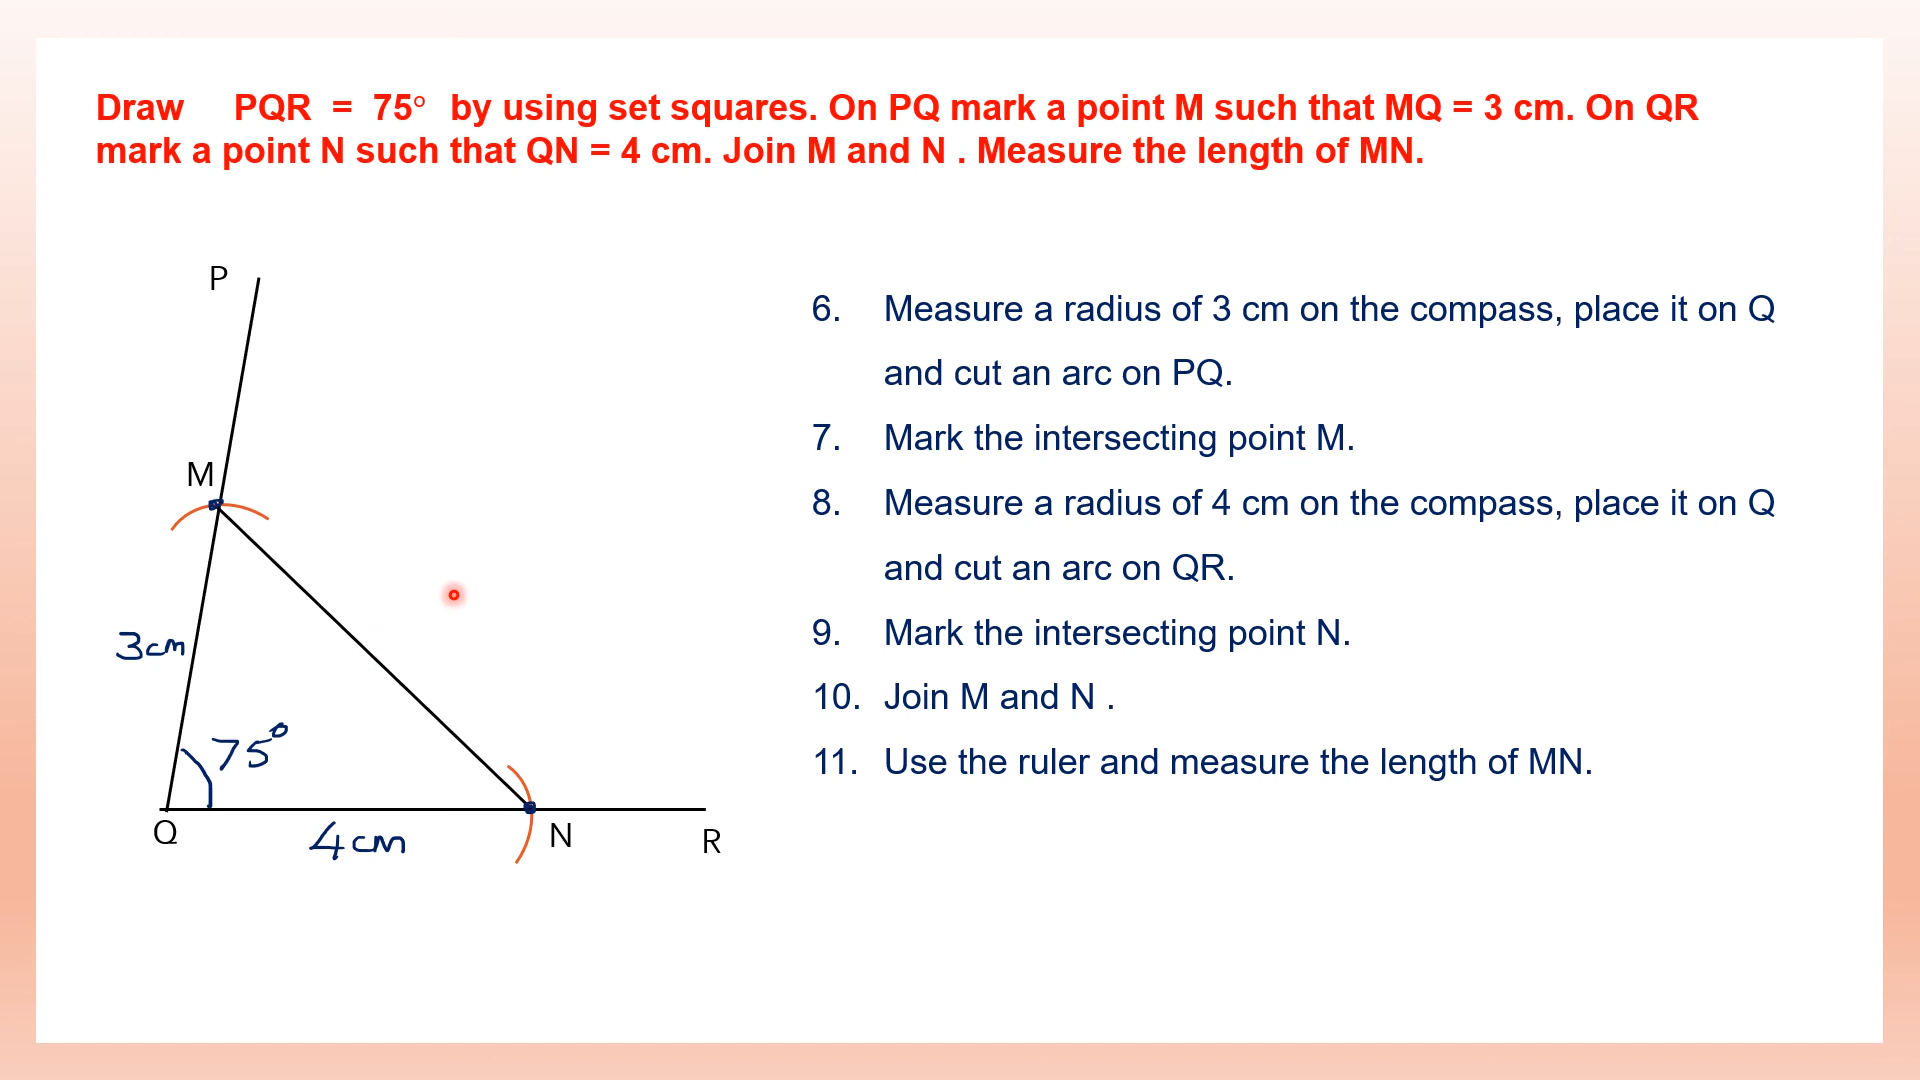 Draw PQR = 75° by using set squares. On PQ mark a point M such that MQ = 3 cm. On QR
mark a point N such that QN = 4 cm. Join M and N . Measure the length of MN.
P
6. Measure a radius of 3 cm on the compass, place it on Q
and cut an arc on PQ.
7. Mark the intersecting point M.
M
8. Measure a radius of 4 cm on the compass, place it on Q
and cut an arc on QR.
9. Mark the intersecting point N.
3cm
10. Join M and N .
75°
11. Use the ruler and measure the length of MN.
Q 4cm N R